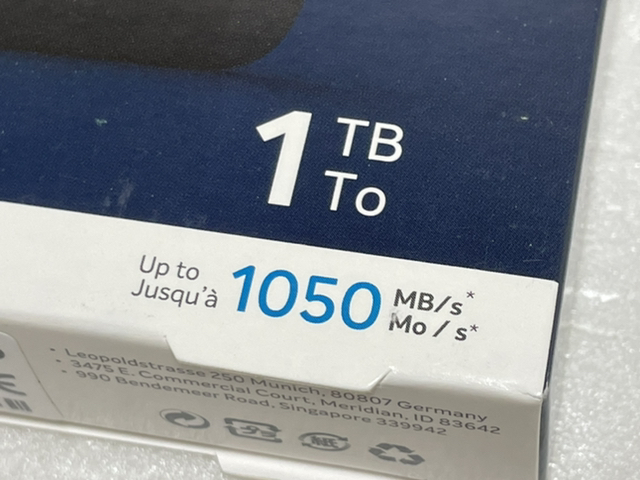 1 TB
To
Up to 1050 MB/s*
Jusqu'à Mo / s*
• Leopoldstrasse 250 Munich, 80807 Germany
• 3475 E. Commercial Court, Meridian, ID 83642
• 990 Bendemeer Road, Singapore 339942